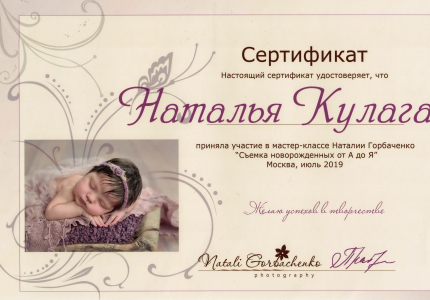 Сертификат
Настоящий сертификат удостоверяет, что
Наталья Кулага
приняла участие в мастер-классе Наталии Горбаченко
"Съемка новорожденных от А до Я"
Москва, июль 2019
Желаю успехов в творчестве
Natali Gorbachenko
photography